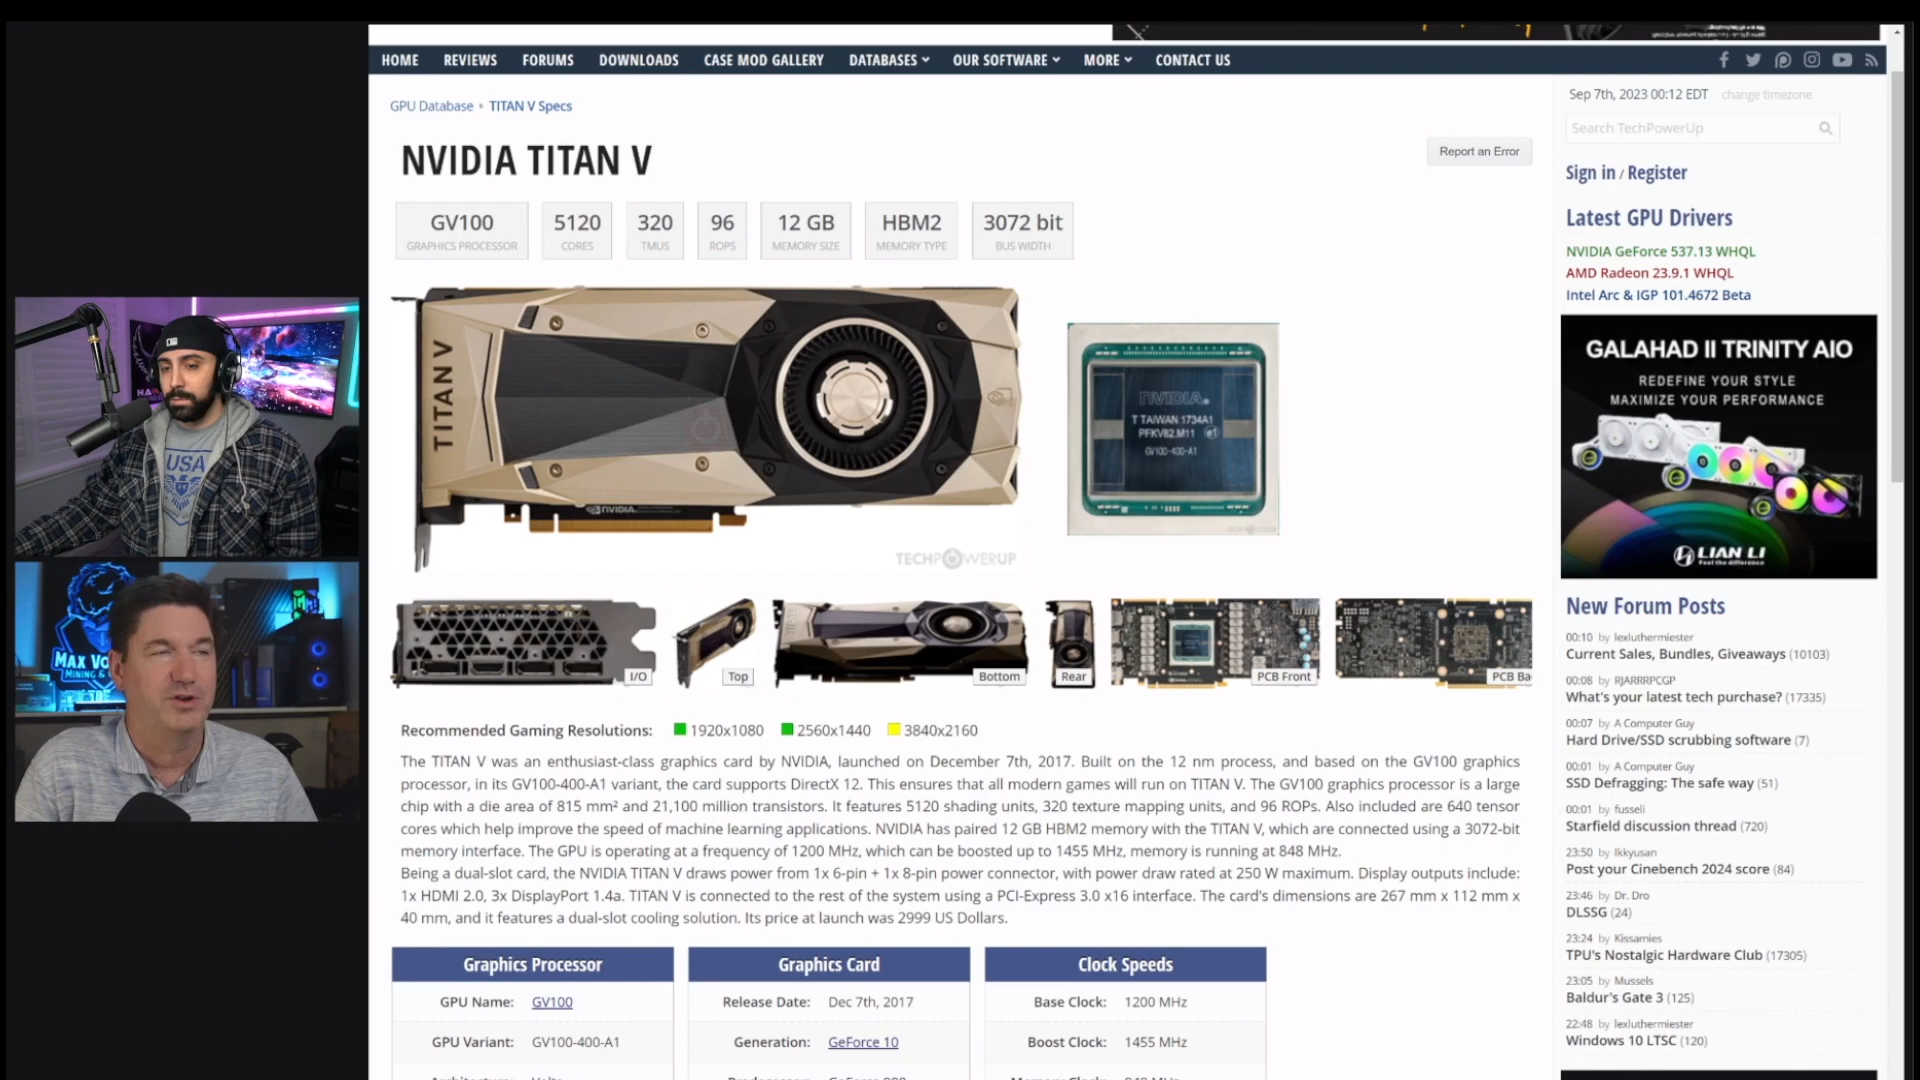 HOME REVIEWS FORUMS DOWNLOADS CASE MOD GALLERY DATABASES OUR SOFTWARE MORE CONTACT US
GPU Database
TITAN V Specs
Sep 7th, 2023 00:12 EDT change timezone
Search TechPowerUp
NVIDIA TITAN V
Report an Error
Sign in / Register
GV100
GRAPHICS PROCESSOR
5120
CORES
320
TMUS
96
ROPS
12 GB
MEMORY SIZE
HBM2
MEMORY TYPE
3072 bit
BUS WIDTH
Latest GPU Drivers
NVIDIA GeForce 537.13 WHQL
AMD Radeon 23.9.1 WHQL
Intel Arc & IGP 101.4672 Beta
TITAN V
NVIDIA
TECHPOWERUP
NVIDIA
T TAIWAN 1734A1
PFKV82.M11 e1
GV100-400-A1
GALAHAD II TRINITY AIO
REDEFINE YOUR STYLE
MAXIMIZE YOUR PERFORMANCE
LIAN LI
Feel the difference
USA
MAX VO
MINING &
I/O
Top
Bottom
Rear
PCB Front
PCB Ba
Recommended Gaming Resolutions: 1920x1080 2560x1440 3840x2160
The TITAN V was an enthusiast-class graphics card by NVIDIA, launched on December 7th, 2017. Built on the 12 nm process, and based on the GV100 graphics
processor, in its GV100-400-A1 variant, the card supports DirectX 12. This ensures that all modern games will run on TITAN V. The GV100 graphics processor is a large
chip with a die area of 815 mm² and 21,100 million transistors. It features 5120 shading units, 320 texture mapping units, and 96 ROPs. Also included are 640 tensor
cores which help improve the speed of machine learning applications. NVIDIA has paired 12 GB HBM2 memory with the TITAN V, which are connected using a 3072-bit
memory interface. The GPU is operating at a frequency of 1200 MHz, which can be boosted up to 1455 MHz, memory is running at 848 MHz.
Being a dual-slot card, the NVIDIA TITAN V draws power from 1x 6-pin + 1x 8-pin power connector, with power draw rated at 250 W maximum. Display outputs include:
1x HDMI 2.0, 3x DisplayPort 1.4a. TITAN V is connected to the rest of the system using a PCI-Express 3.0 x16 interface. The card's dimensions are 267 mm x 112 mm x
40 mm, and it features a dual-slot cooling solution. Its price at launch was 2999 US Dollars.
Graphics Processor
GPU Name: GV100
GPU Variant: GV100-400-A1
Graphics Card
Release Date: Dec 7th, 2017
Generation: GeForce 10
Clock Speeds
Base Clock: 1200 MHz
Boost Clock: 1455 MHz
New Forum Posts
00:10 by lexluthermiester
Current Sales, Bundles, Giveaways (10103)
00:08 by RJARRRPCGP
What's your latest tech purchase? (17335)
00:07 by A Computer Guy
Hard Drive/SSD scrubbing software (7)
00:01 by A Computer Guy
SSD Defragging: The safe way (51)
00:01 by fusseli
Starfield discussion thread (720)
23:50 by Ikkyusan
Post your Cinebench 2024 score (84)
23:46 by Dr. Dro
DLSSG (24)
23:24 by Kissamies
TPU's Nostalgic Hardware Club (17305)
23:05 by Mussels
Baldur's Gate 3 (125)
22:48 by lexluthermiester
Windows 10 LTSC (120)